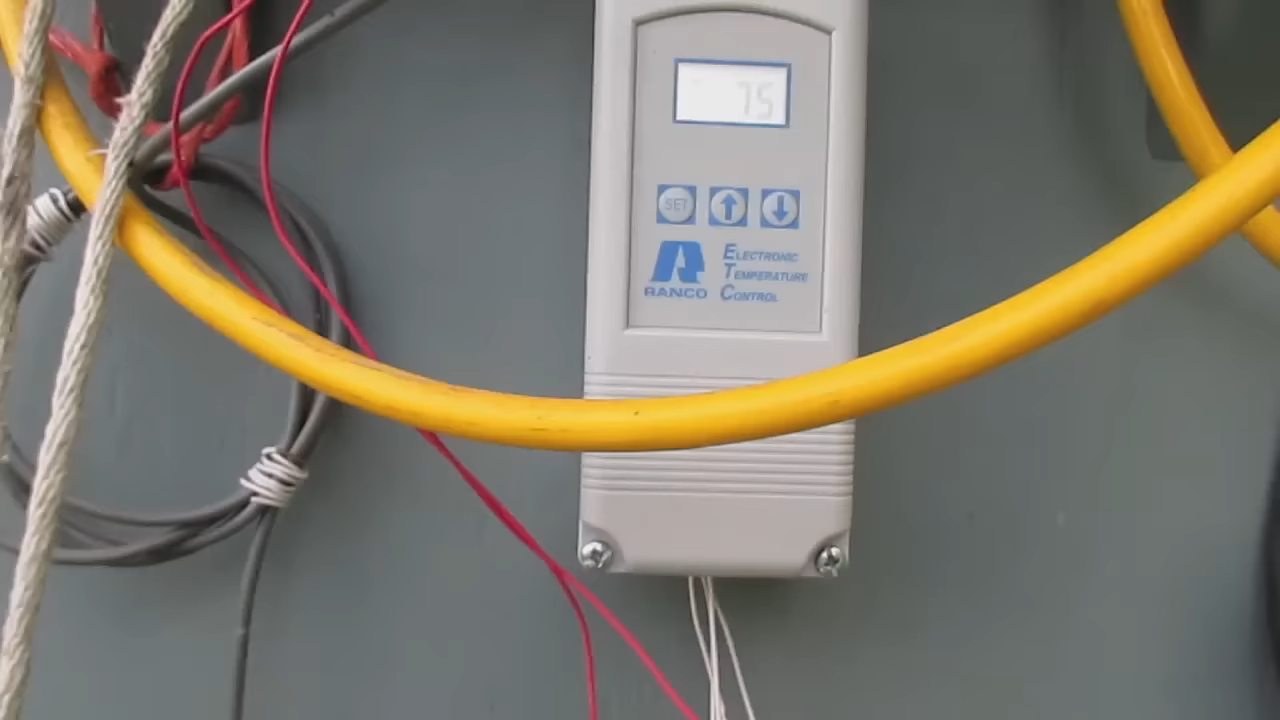 75
SET
RANCO
ELECTRONIC
TEMPERATURE
CONTROL